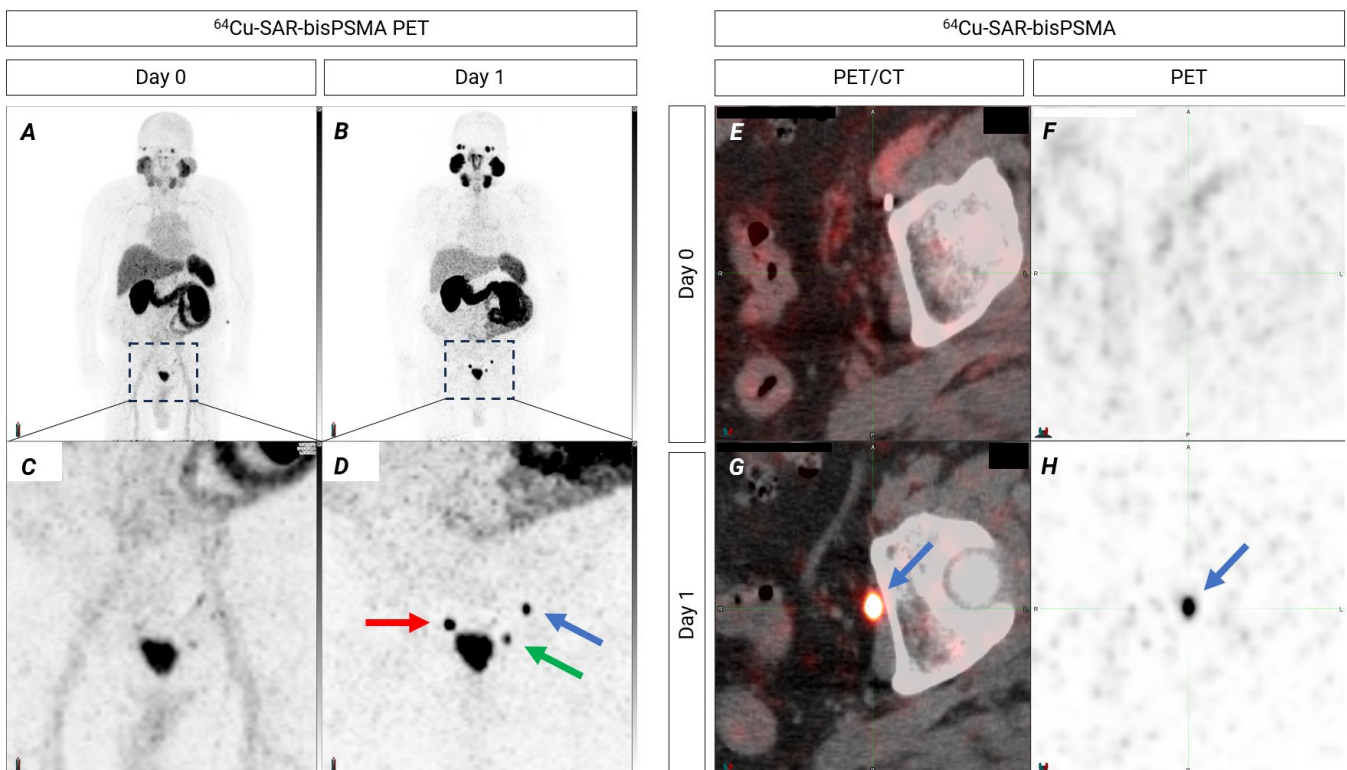 ⁶⁴Cu-SAR-bisPSMA PET
Day 0
Day 1
A
B
C
D
⁶⁴Cu-SAR-bisPSMA
PET/CT
PET
Day 0
E
A
R
L
F
A
R
L
P
P
Day 1
G
A
R
L
H
A
R
L